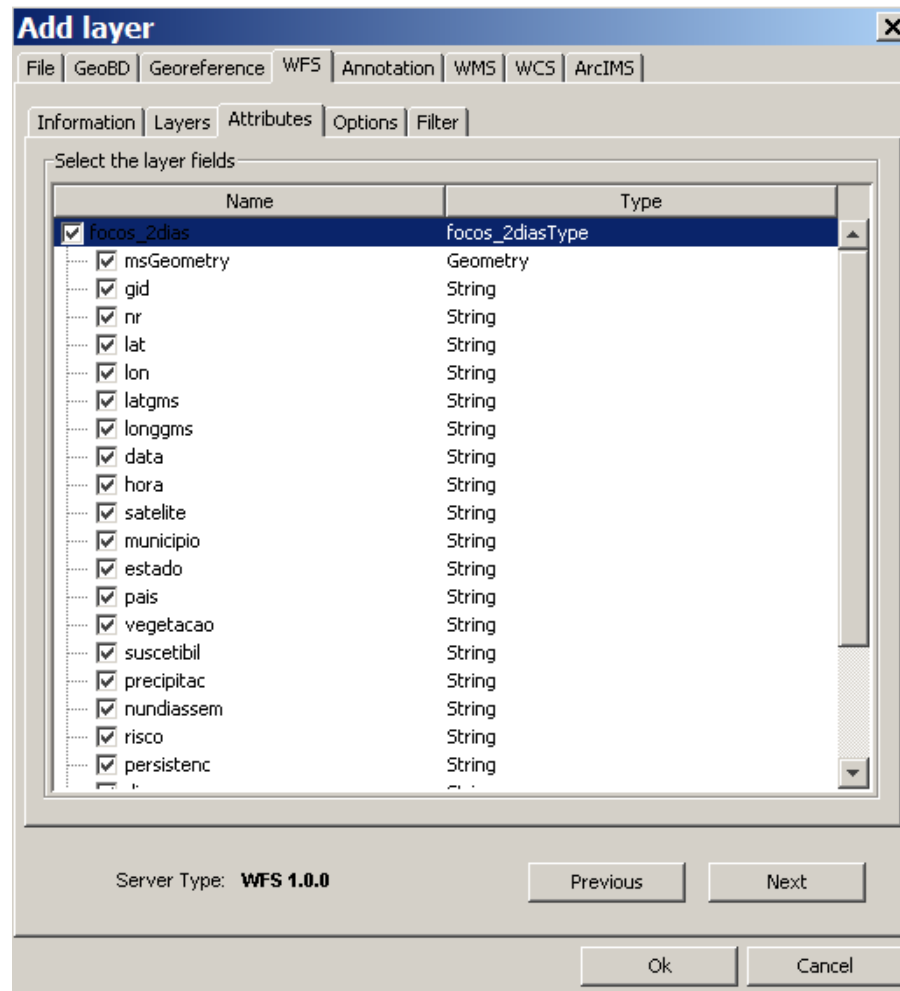 Add layer
File GeoBD Georeference WFS Annotation WMS WCS ArcIMS
Information Layers Attributes Options Filter
Select the layer fields
Name Type
focos_2dias focos_2diasType
msGeometry Geometry
gid String
nr String
lat String
lon String
latgms String
longgms String
data String
hora String
satelite String
municipio String
estado String
pais String
vegetacao String
suscetibil String
precipitac String
nundiassem String
risco String
persistenc String
Server Type: WFS 1.0.0 Previous Next
Ok Cancel